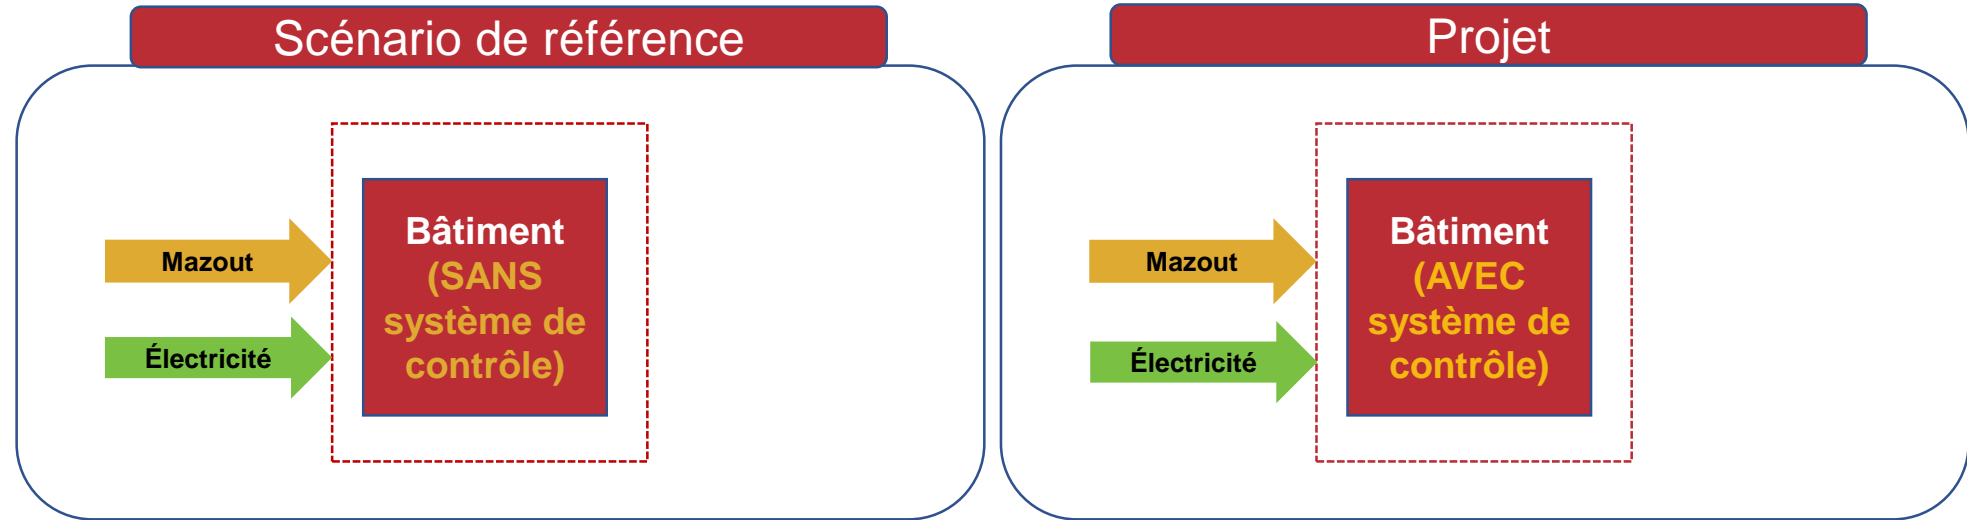 Scénario de référence
Mazout
Électricité
Bâtiment
(SANS
système de
contrôle)
Projet
Mazout
Électricité
Bâtiment
(AVEC
système de
contrôle)